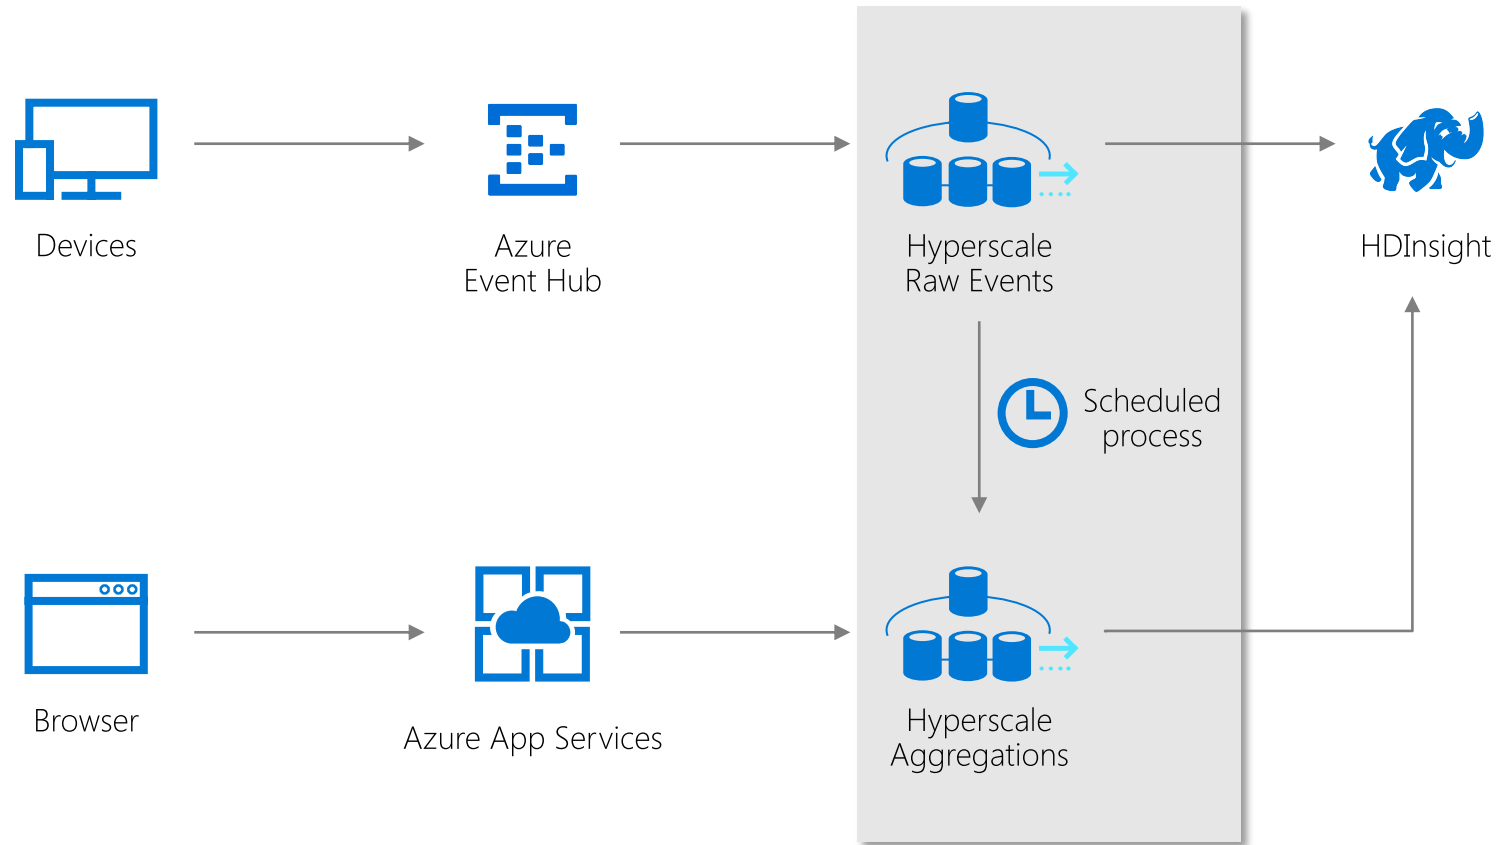 Devices
Azure
Event Hub
Hyperscale
Raw Events
HDInsight
Scheduled
process
Browser
Azure App Services
Hyperscale
Aggregations